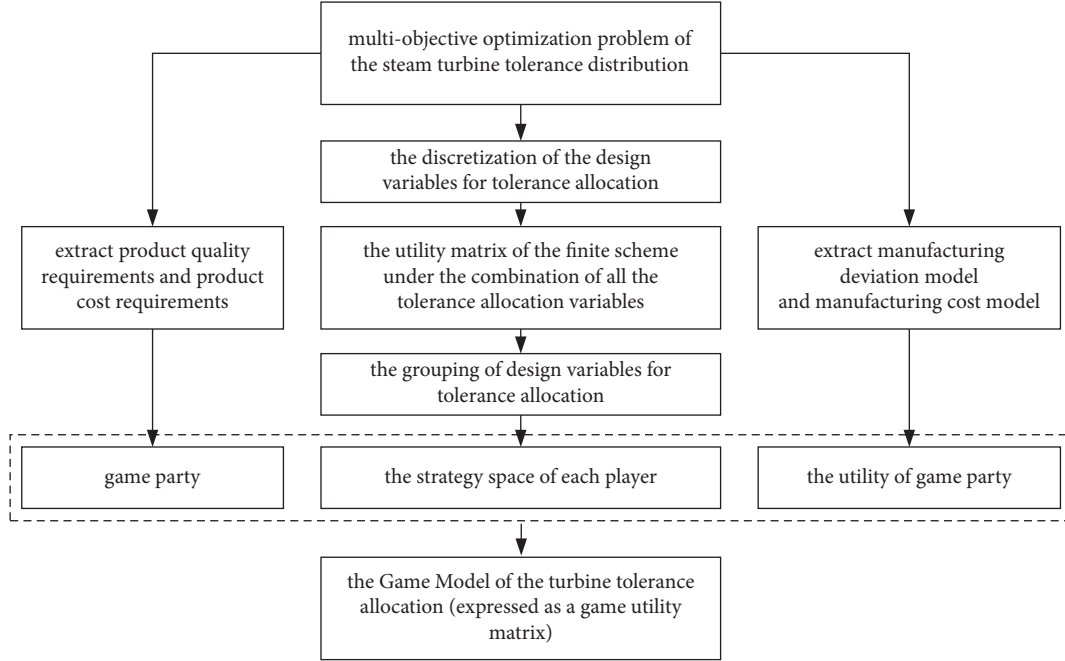 multi-objective optimization problem of
the steam turbine tolerance distribution
the discretization of the design
variables for tolerance allocation
extract product quality
requirements and product
cost requirements
the utility matrix of the finite scheme
under the combination of all the
tolerance allocation variables
extract manufacturing
deviation model
and manufacturing cost model
the grouping of design variables for
tolerance allocation
game party
the strategy space of each player
the utility of game party
the Game Model of the turbine tolerance
allocation (expressed as a game utility
matrix)